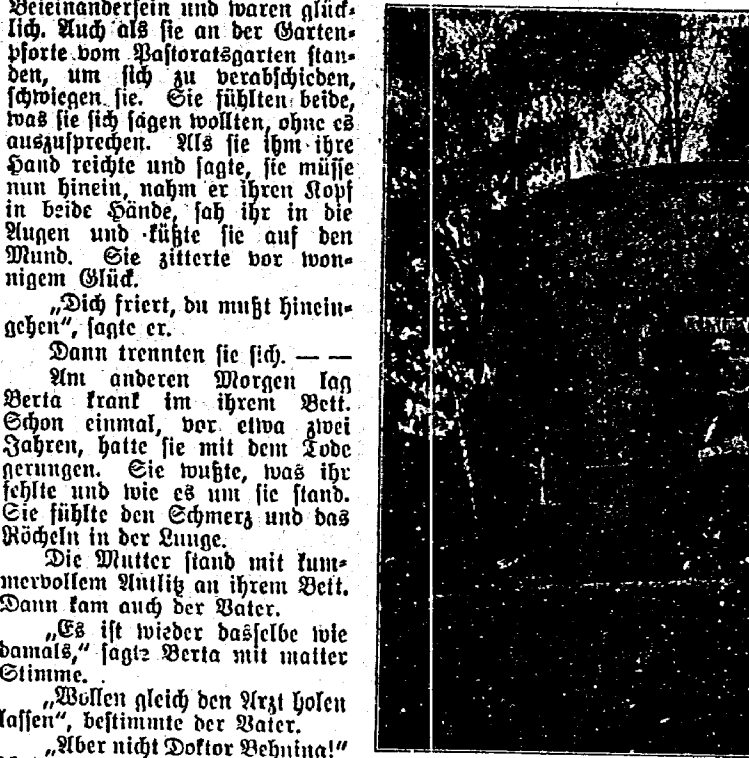 Beieinandersein und waren glück-
lich. Auch als sie an der Garten-
pforte vom Pastoratsgarten stan-
den, um sich zu verabschieden,
schwiegen sie. Sie fühlten beide,
was sie sich sagen wollten, ohne es
auszusprechen. Als sie ihm ihre
Hand reichte und sagte, sie müsse
nun hinein, nahm er ihren Kopf
in beide Hände, sah ihr in die
Augen und küßte sie auf den
Mund. Sie zitterte vor won-
nigem Glück.
„Dich friert, du mußt hinein-
gehen“, sagte er.
Dann trennten sie sich. — —
Am anderen Morgen lag
Berta krank im ihrem Bett.
Schon einmal, vor etwa zwei
Jahren, hatte sie mit dem Tode
gerungen. Sie wußte, was ihr
fehlte und wie es um sie stand.
Sie fühlte den Schmerz und das
Röcheln in der Lunge.
Die Mutter stand mit kum-
mervollem Antlitz an ihrem Bett.
Dann kam auch der Vater.
„Es ist wieder dasselbe wie
damals,“ sagte Berta mit matter
Stimme.
„Wollen gleich den Arzt holen
lassen“, bestimmte der Vater.
„Aber nicht Doktor Behning!“